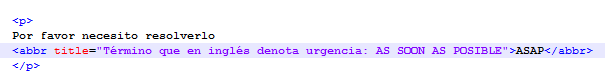 <p>
Por favor necesito resolverlo
<abbr title="Término que en inglés denota urgencia: AS SOON AS POSIBLE">ASAP</abbr>
</p>